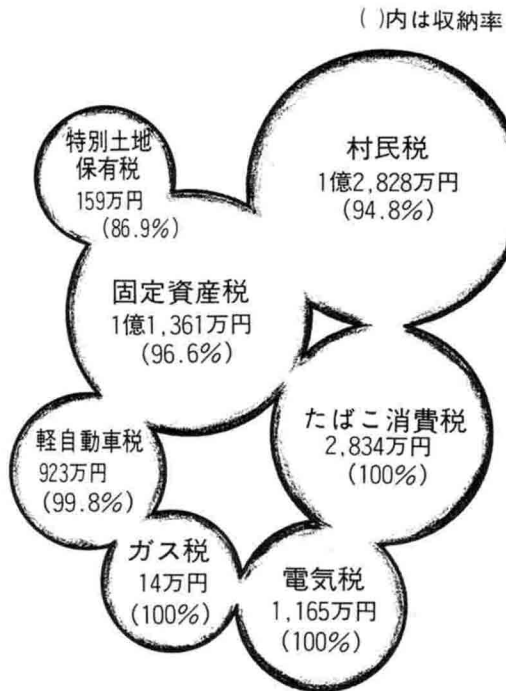 ( )内は収納率
村民税
1億2,828万円
(94.8%)
特別土地
保有税
159万円
(86.9%)
固定資産税
1億1,361万円
(96.6%)
たばこ消費税
2,834万円
(100%)
軽自動車税
923万円
(99.8%)
ガス税
14万円
(100%)
電気税
1,165万円
(100%)